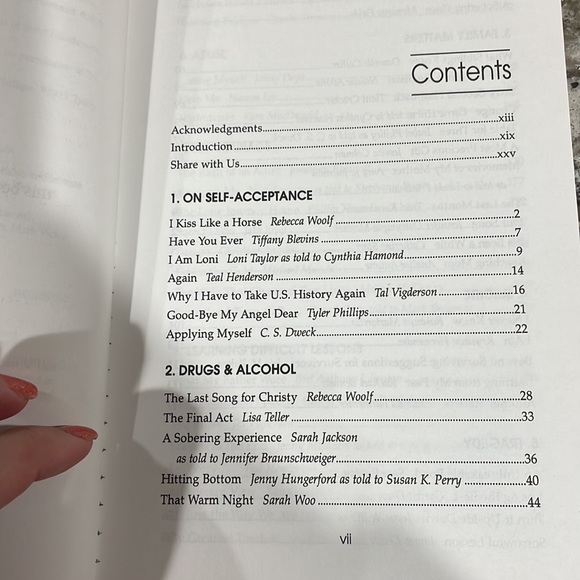 Contents
Acknowledgments..........xiii
Introduction..........xix
Share with Us..........xxv
1. ON SELF-ACCEPTANCE
I Kiss Like a Horse Rebecca Woolf..........2
Have You Ever Tiffany Blevins..........7
I Am Loni Loni Taylor as told to Cynthia Hamond..........9
Again Teal Henderson..........14
Why I Have to Take U.S. History Again Tal Vigderson..........16
Good-Bye My Angel Dear Tyler Phillips..........21
Applying Myself C. S. Dweck..........22
2. DRUGS & ALCOHOL
The Last Song for Christy Rebecca Woolf..........28
The Final Act Lisa Teller..........33
A Sobering Experience Sarah Jackson
as told to Jennifer Braunschweiger..........36
Hitting Bottom Jenny Hungerford as told to Susan K. Perry..........40
That Warm Night Sarah Woo..........44
vii